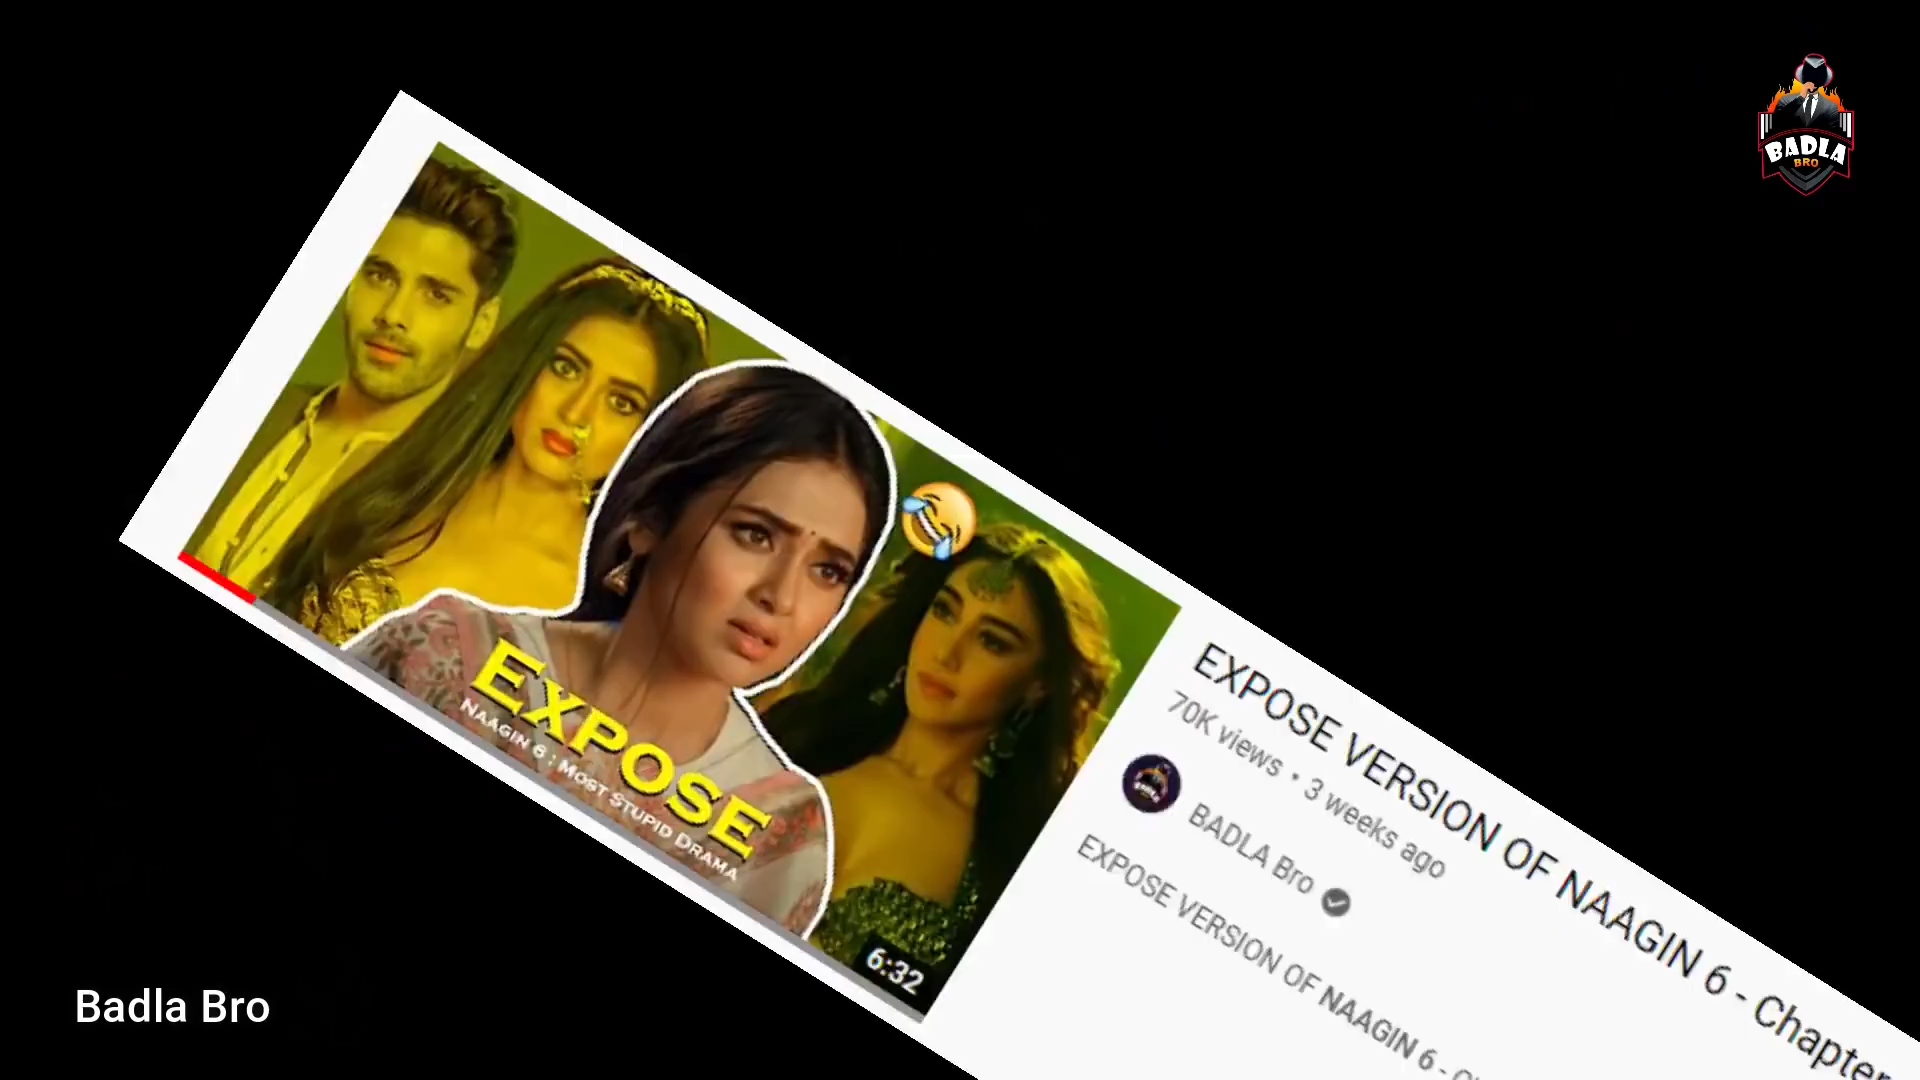 BADLA
BRO
EXPOSE
NAAGIN 6 : MOST STUPID DRAMA
6:32
EXPOSE VERSION OF NAAGIN 6 - Chapter
70K views • 3 weeks ago
BADLA Bro
EXPOSE VERSION OF NAAGIN 6 -
Badla Bro